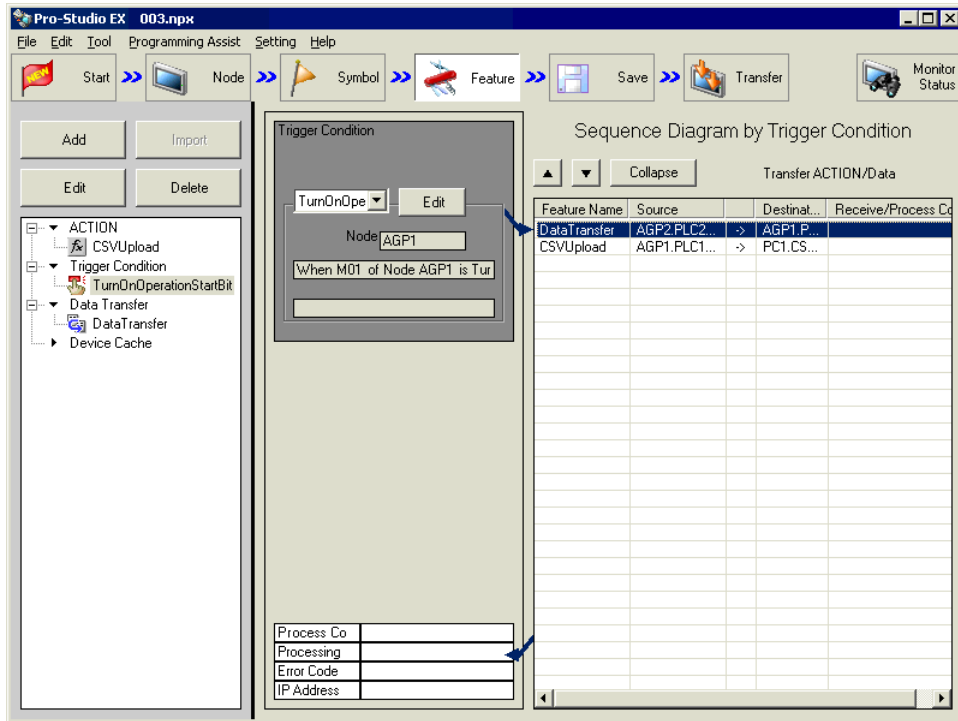 Pro-Studio EX 003.npx
File Edit Tool Programming Assist Setting Help
NEW Start Node Symbol Feature Save Transfer Monitor Status
Add Import
Edit Delete
ACTION
fx CSVUpload
Trigger Condition
TurnOnOperationStartBit
Data Transfer
DataTransfer
Device Cache
Trigger Condition
TurnOnOpe Edit
Node AGP1
When M01 of Node AGP1 is Tur
Process Co
Processing
Error Code
IP Address
Sequence Diagram by Trigger Condition
Collapse Transfer ACTION/Data
Feature Name Source Destinat... Receive/Process Co
DataTransfer AGP2.PLC2... -> AGP1.P...
CSVUpload AGP1.PLC1... -> PC1.CS...